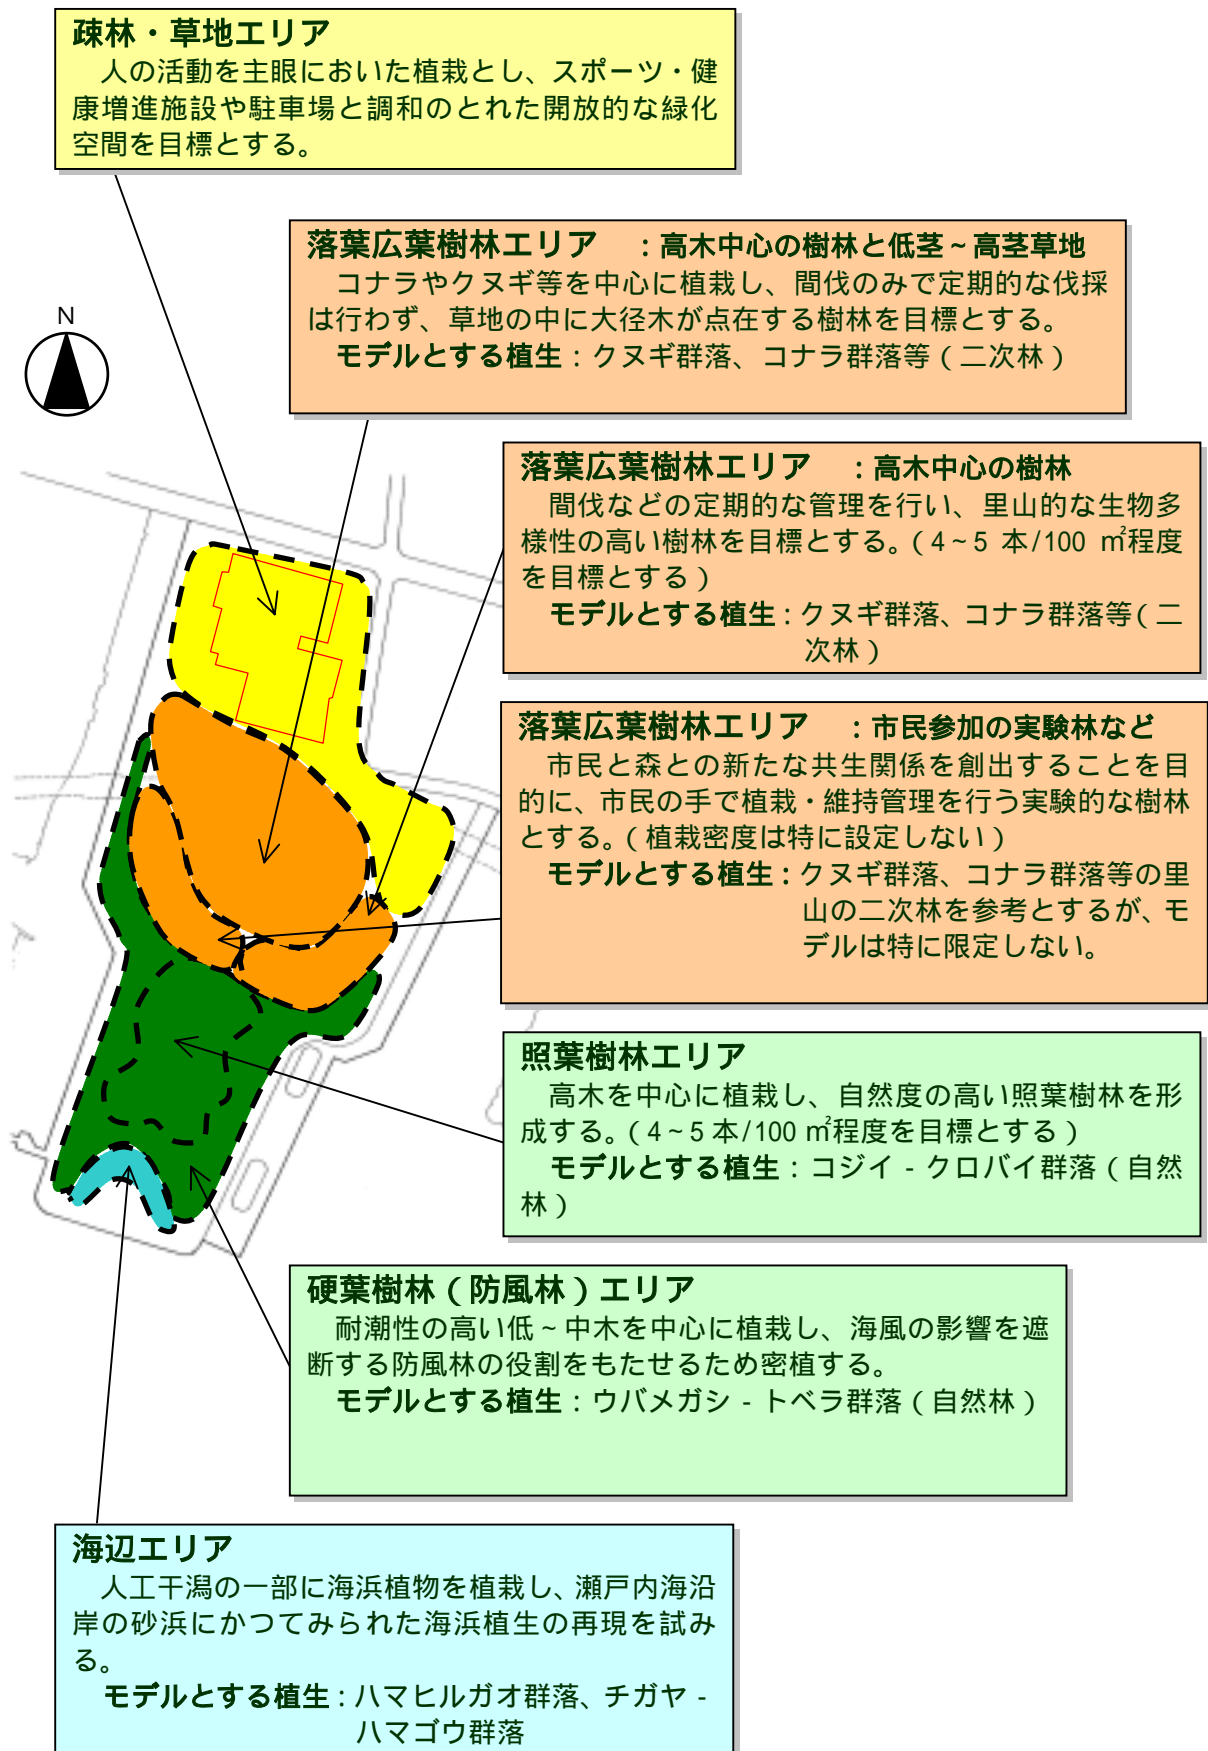 疎林・草地エリア
人の活動を主眼においた植栽とし、スポーツ・健
康増進施設や駐車場と調和のとれた開放的な緑化
空間を目標とする。
落葉広葉樹林エリア　：高木中心の樹林と低茎～高茎草地
コナラやクヌギ等を中心に植栽し、間伐のみで定期的な伐採
は行わず、草地の中に大径木が点在する樹林を目標とする。
モデルとする植生：クヌギ群落、コナラ群落等（二次林）
N
落葉広葉樹林エリア　：高木中心の樹林
間伐などの定期的な管理を行い、里山的な生物多
様性の高い樹林を目標とする。（4～5 本/100 ㎡程度
を目標とする）
モデルとする植生：クヌギ群落、コナラ群落等（二
次林）
落葉広葉樹林エリア　：市民参加の実験林など
市民と森との新たな共生関係を創出することを目
的に、市民の手で植栽・維持管理を行う実験的な樹林
とする。（植栽密度は特に設定しない）
モデルとする植生：クヌギ群落、コナラ群落等の里
山の二次林を参考とするが、モ
デルは特に限定しない。
照葉樹林エリア
高木を中心に植栽し、自然度の高い照葉樹林を形
成する。（4～5 本/100 ㎡程度を目標とする）
モデルとする植生：コジイ - クロバイ群落（自然
林）
硬葉樹林（防風林）エリア
耐潮性の高い低～中木を中心に植栽し、海風の影響を遮
断する防風林の役割をもたせるため密植する。
モデルとする植生：ウバメガシ - トベラ群落（自然林）
海辺エリア
人工干潟の一部に海浜植物を植栽し、瀬戸内海沿
岸の砂浜にかつてみられた海浜植生の再現を試み
る。
モデルとする植生：ハマヒルガオ群落、チガヤ -
ハマゴウ群落